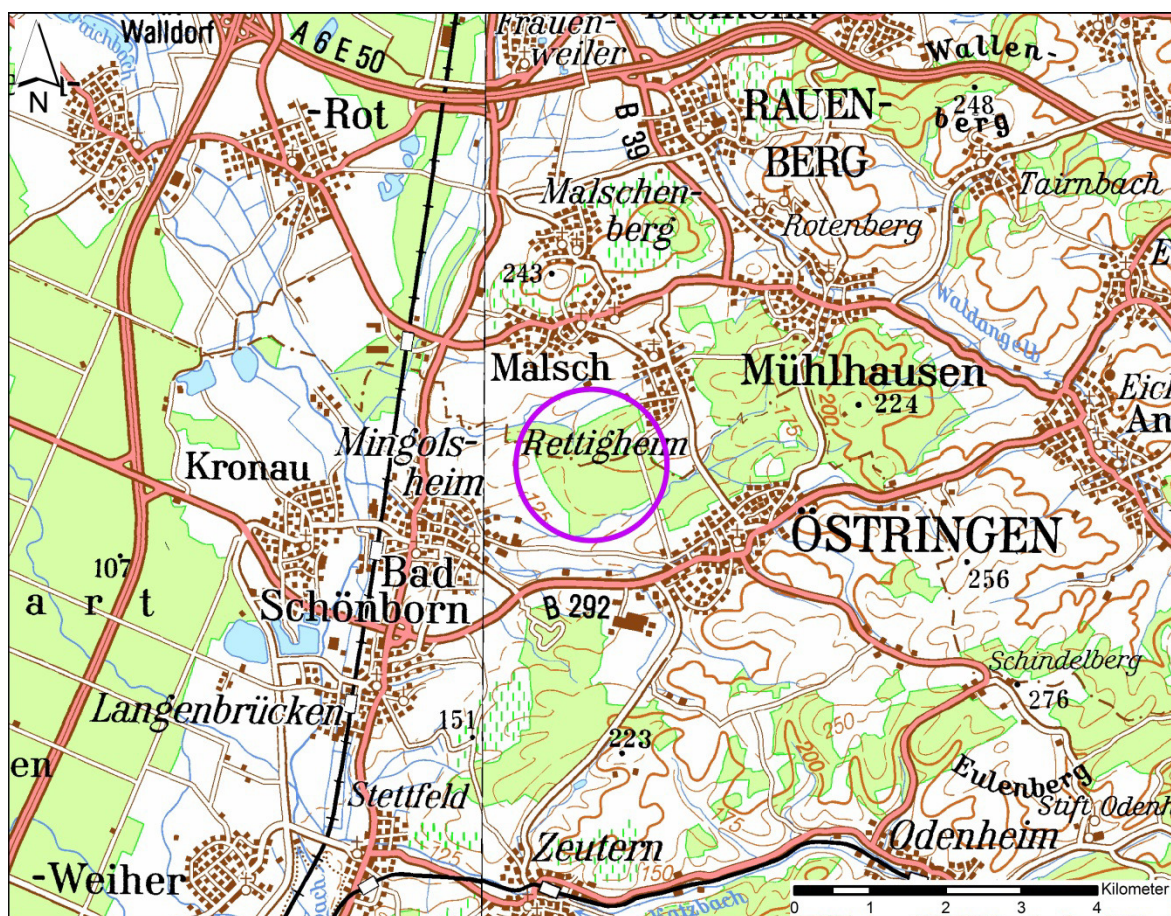 Walldorf
A 6 E 50
Frauen-
weiler
Wallen-
berg
248
N
-Rot
B 39
RAUEN-
BERG
Malschen-
berg
Tairnbach
Rotenberg
243
Waldangelb
Malsch
Mühlhausen
200
224
175
Rettigheim
Mingols-
heim
Kronau
125
An
ÖSTRINGEN
256
107
Bad
Schönborn
a r t
B 292
Schindelberg
276
Langenbrücken
151
223
250
200
en
Eulenberg
Stift Odenh
Stettfeld
175
Odenheim
Zeutern
125
150
-Weiher
Katzbach
Kilometer
0 1 2 3 4